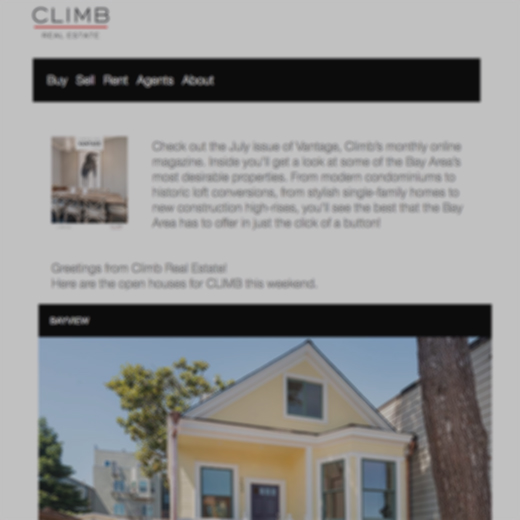 CLIMB
REAL ESTATE
Buy Sell Rent Agents About
Check out the July issue of Vantage, Climb's monthly online
magazine. Inside you'll get a look at some of the Bay Area's
most desirable properties. From modern condominiums to
historic loft conversions, from stylish single-family homes to
new construction high-rises, you'll see the best that the Bay
Area has to offer in just the click of a button!
Greetings from Climb Real Estate!
Here are the open houses for CLIMB this weekend.
BAYVIEW